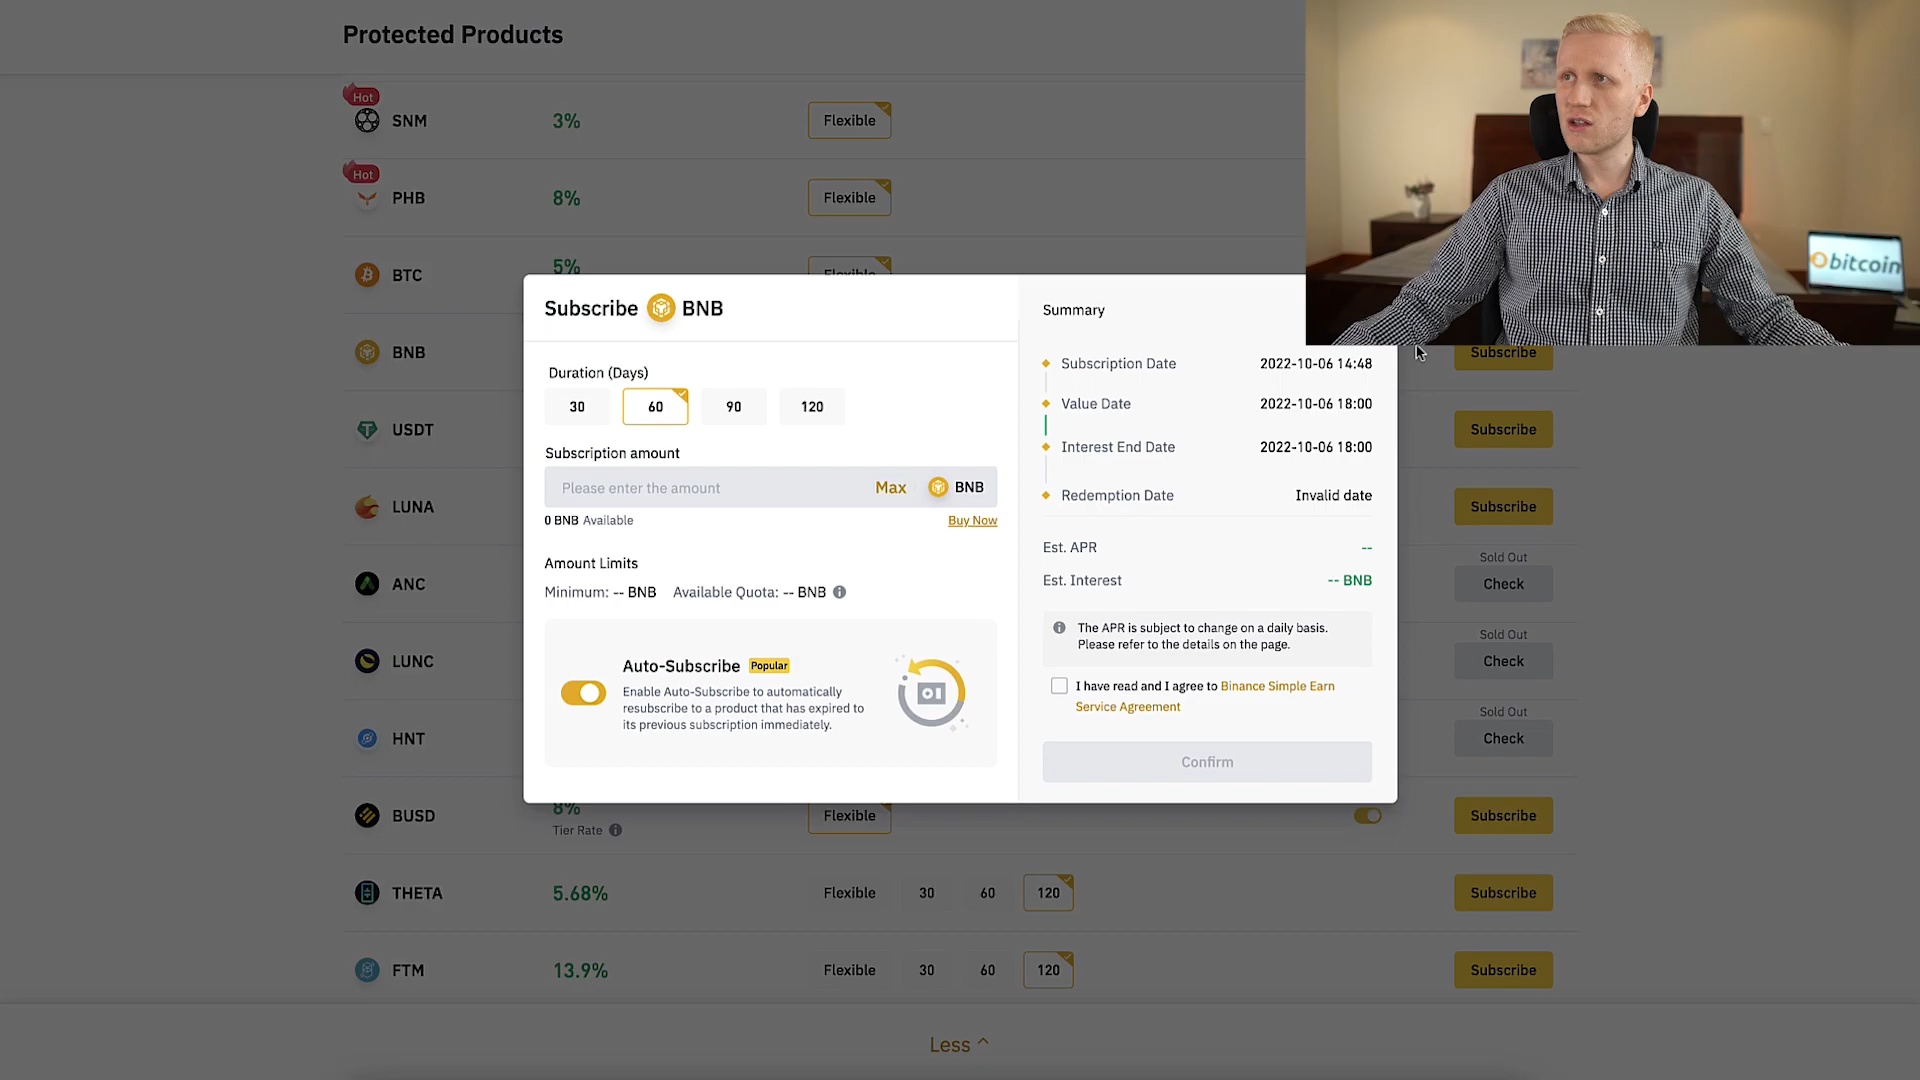 Protected Products
Hot
SNM 3% Flexible
Hot
PHB 8% Flexible
BTC 5% Flexible
BNB Subscribe
USDT Subscribe
LUNA Subscribe
Sold Out
ANC Check
Sold Out
LUNC Check
Sold Out
HNT Check
BUSD 8% Flexible Subscribe
Tier Rate
THETA 5.68% Flexible 30 60 120 Subscribe
FTM 13.9% Flexible 30 60 120 Subscribe
Less
Subscribe BNB
Duration (Days)
30 60 90 120
Subscription amount
Please enter the amount Max BNB
0 BNB Available Buy Now
Amount Limits
Minimum: -- BNB Available Quota: -- BNB
Auto-Subscribe Popular
Enable Auto-Subscribe to automatically
resubscribe to a product that has expired to
its previous subscription immediately.
Summary
Subscription Date 2022-10-06 14:48
Value Date 2022-10-06 18:00
Interest End Date 2022-10-06 18:00
Redemption Date Invalid date
Est. APR --
Est. Interest -- BNB
The APR is subject to change on a daily basis.
Please refer to the details on the page.
I have read and I agree to Binance Simple Earn
Service Agreement
Confirm
bitcoin